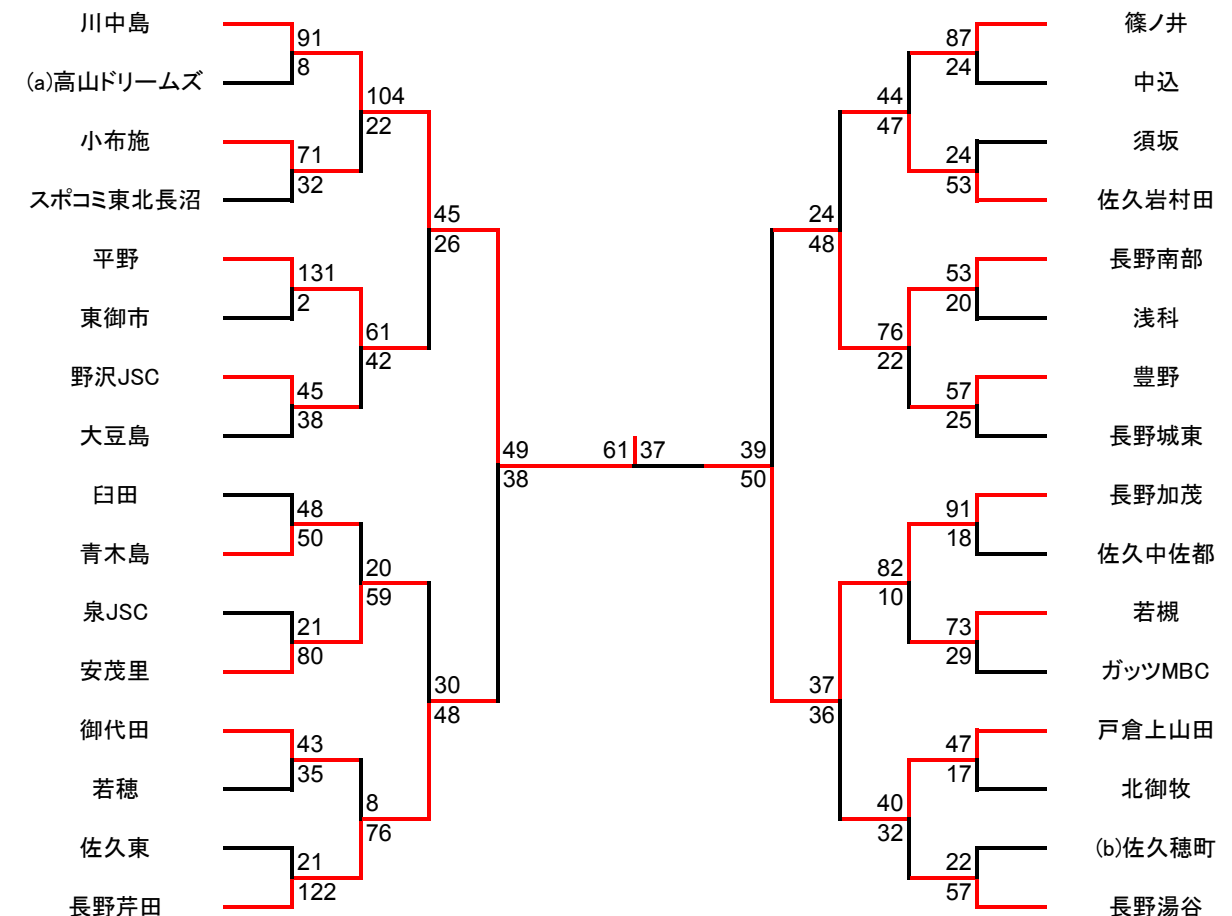 川中島
91
8
(a)高山ドリームズ
104
22
小布施
71
32
スポコミ東北長沼
45
26
平野
131
2
東御市
61
42
野沢JSC
45
38
大豆島
49
38
臼田
48
50
青木島
20
59
泉JSC
21
80
安茂里
30
48
御代田
43
35
若穂
8
76
佐久東
21
122
長野芹田
61 37
篠ノ井
87
24
中込
44
47
須坂
24
53
佐久岩村田
24
48
長野南部
53
20
浅科
76
22
豊野
57
25
長野城東
39
50
長野加茂
91
18
佐久中佐都
82
10
若槻
73
29
ガッツMBC
37
36
戸倉上山田
47
17
北御牧
40
32
(b)佐久穂町
22
57
長野湯谷